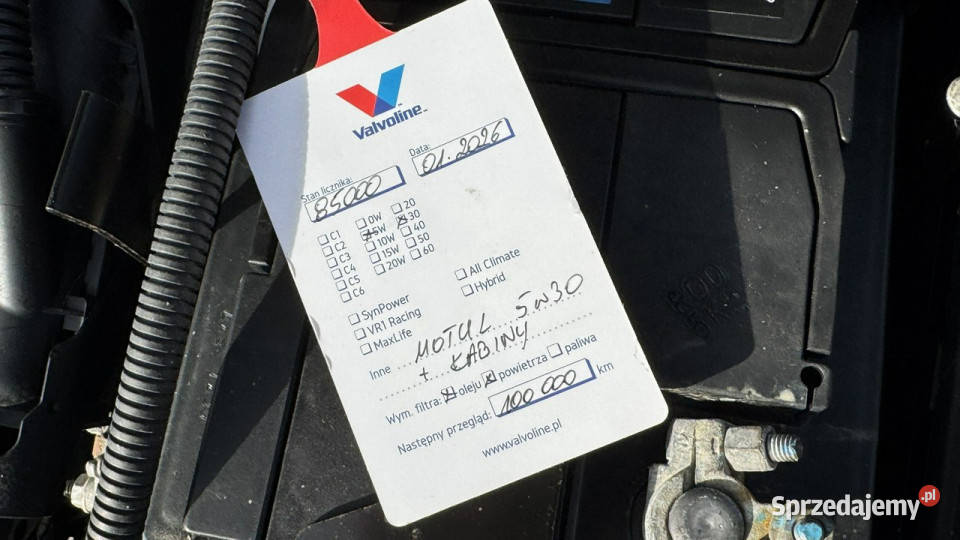 Valvoline™
Stan licznika: Data:
85000 01.2026
C1 0W 20
C2 5W 30
C3 10W 40
C4 15W 50
C5 20W 60
C6
SynPower All Climate
VR1 Racing Hybrid
MaxLife
Inne MOTUL 5W30
+ KABINY
Wym. filtra: oleju powietrza paliwa
Następny przegląd: 100 000 km
www.valvoline.pl
Sprzedajemy.pl